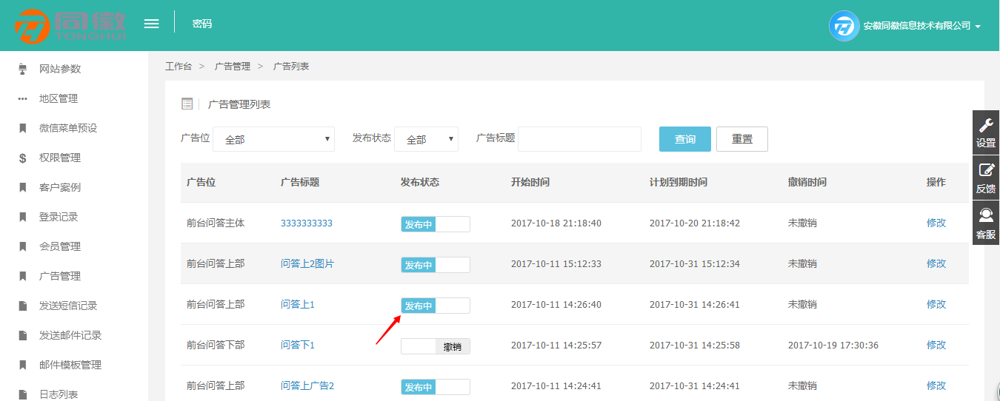 同徽
TONGHUI
密码
安徽同徽信息技术有限公司
网站参数
地区管理
微信菜单预设
权限管理
客户案例
登录记录
会员管理
广告管理
发送短信记录
发送邮件记录
邮件模板管理
日志列表
工作台 > 广告管理 > 广告列表
广告管理列表
广告位 全部 发布状态 全部 广告标题 查询 重置
广告位 广告标题 发布状态 开始时间 计划到期时间 撤销时间 操作
前台问答主体 3333333333 发布中 2017-10-18 21:18:40 2017-10-20 21:18:42 未撤销 修改
前台问答上部 问答上2图片 发布中 2017-10-11 15:12:33 2017-10-31 15:12:34 未撤销 修改
前台问答上部 问答上1 发布中 2017-10-11 14:26:40 2017-10-31 14:26:41 未撤销 修改
前台问答下部 问答下1 撤销 2017-10-11 14:25:57 2017-10-31 14:25:58 2017-10-19 17:30:36 修改
前台问答上部 问答上广告2 发布中 2017-10-11 14:24:41 2017-10-31 14:24:41 未撤销 修改
设置
反馈
客服